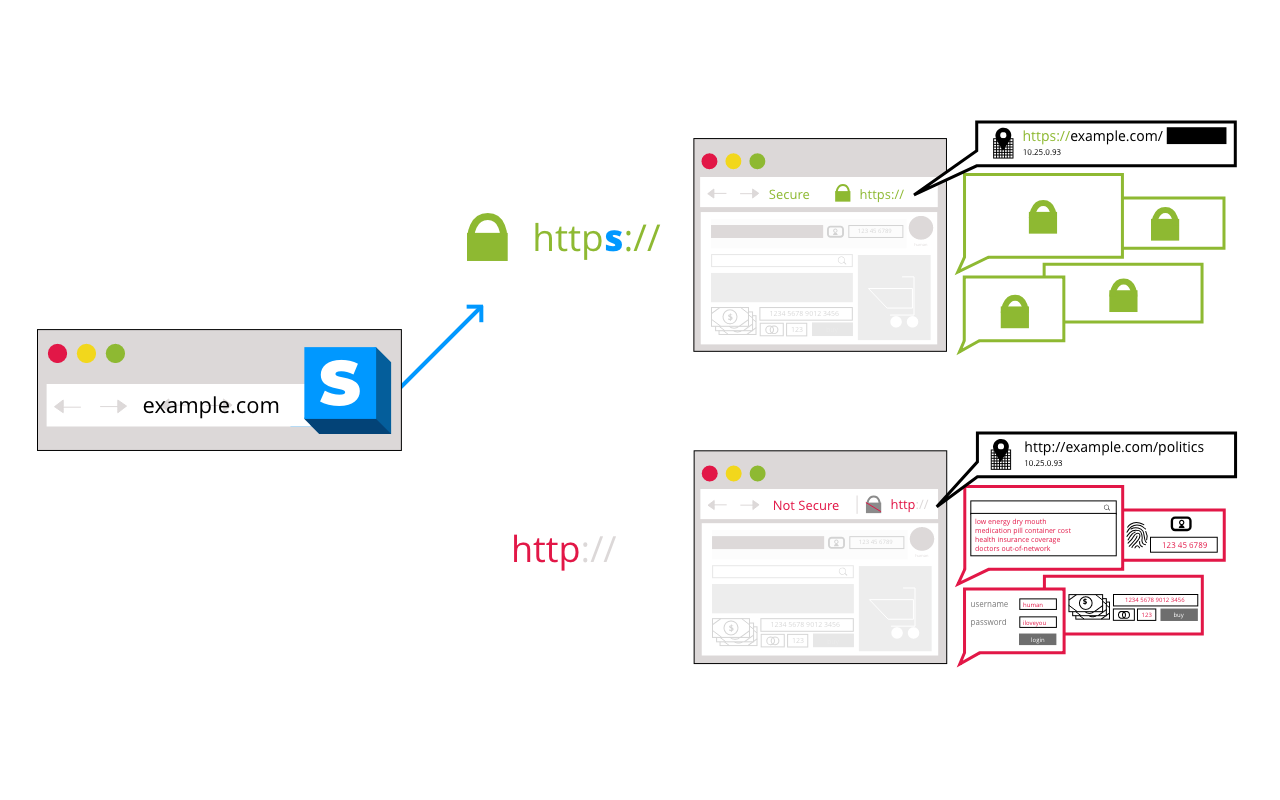 example.com
S
https://
http://
https://example.com/
10.25.0.93
Secure
https://
123 45 6789
$
1234 5678 9012 3456
123
http://example.com/politics
10.25.0.93
Not Secure
http://
123 45 6789
$
1234 5678 9012 3456
123
low energy dry mouth
medication pill container cost
health insurance coverage
doctors out-of-network
123 45 6789
username
human
password
iloveyou
login
$
1234 5678 9012 3456
123
buy